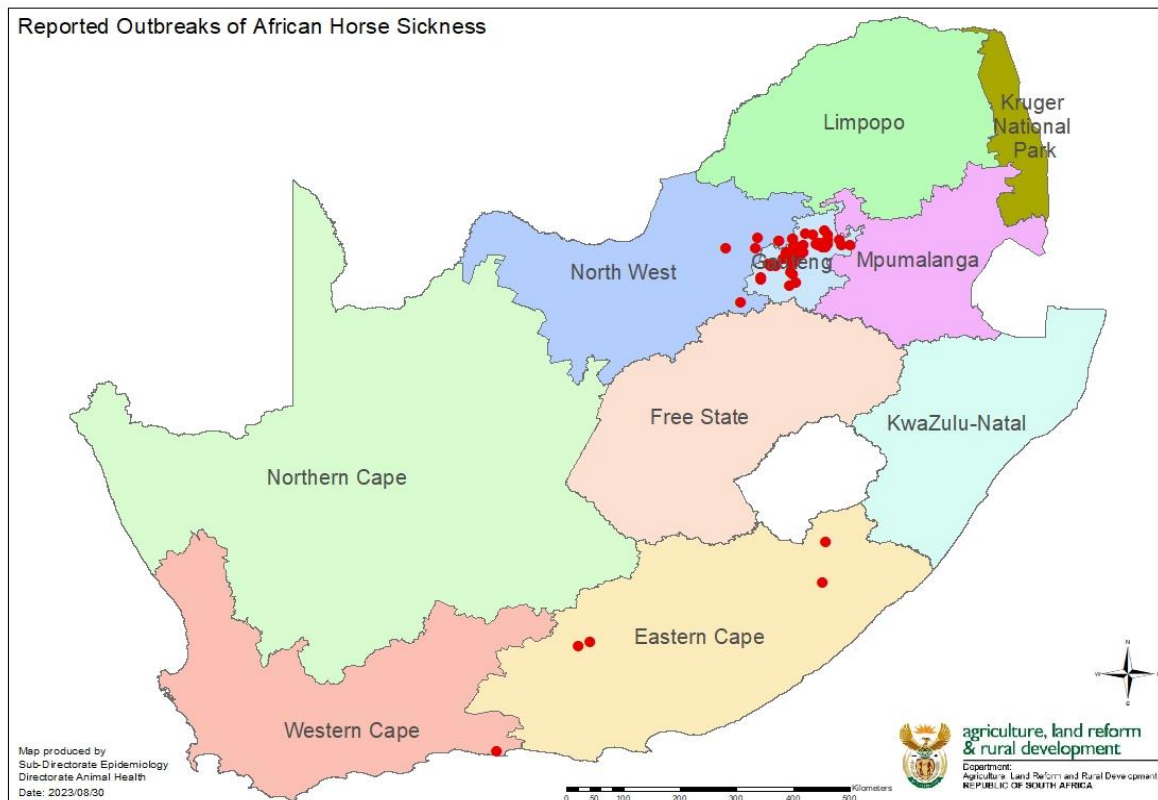 Reported Outbreaks of African Horse Sickness
Limpopo
Kruger
National
Park
North West
Gauteng
Mpumalanga
Free State
KwaZulu-Natal
Northern Cape
Eastern Cape
Western Cape
N
W
S
Map produced by
Sub-Directorate Epidemiology
Directorate Animal Health
Date: 2023/08/30
0 50 100 200 300 400 500
Kilometers
agriculture, land reform
& rural development
Department:
Agriculture, Land Reform and Rural Development
REPUBLIC OF SOUTH AFRICA